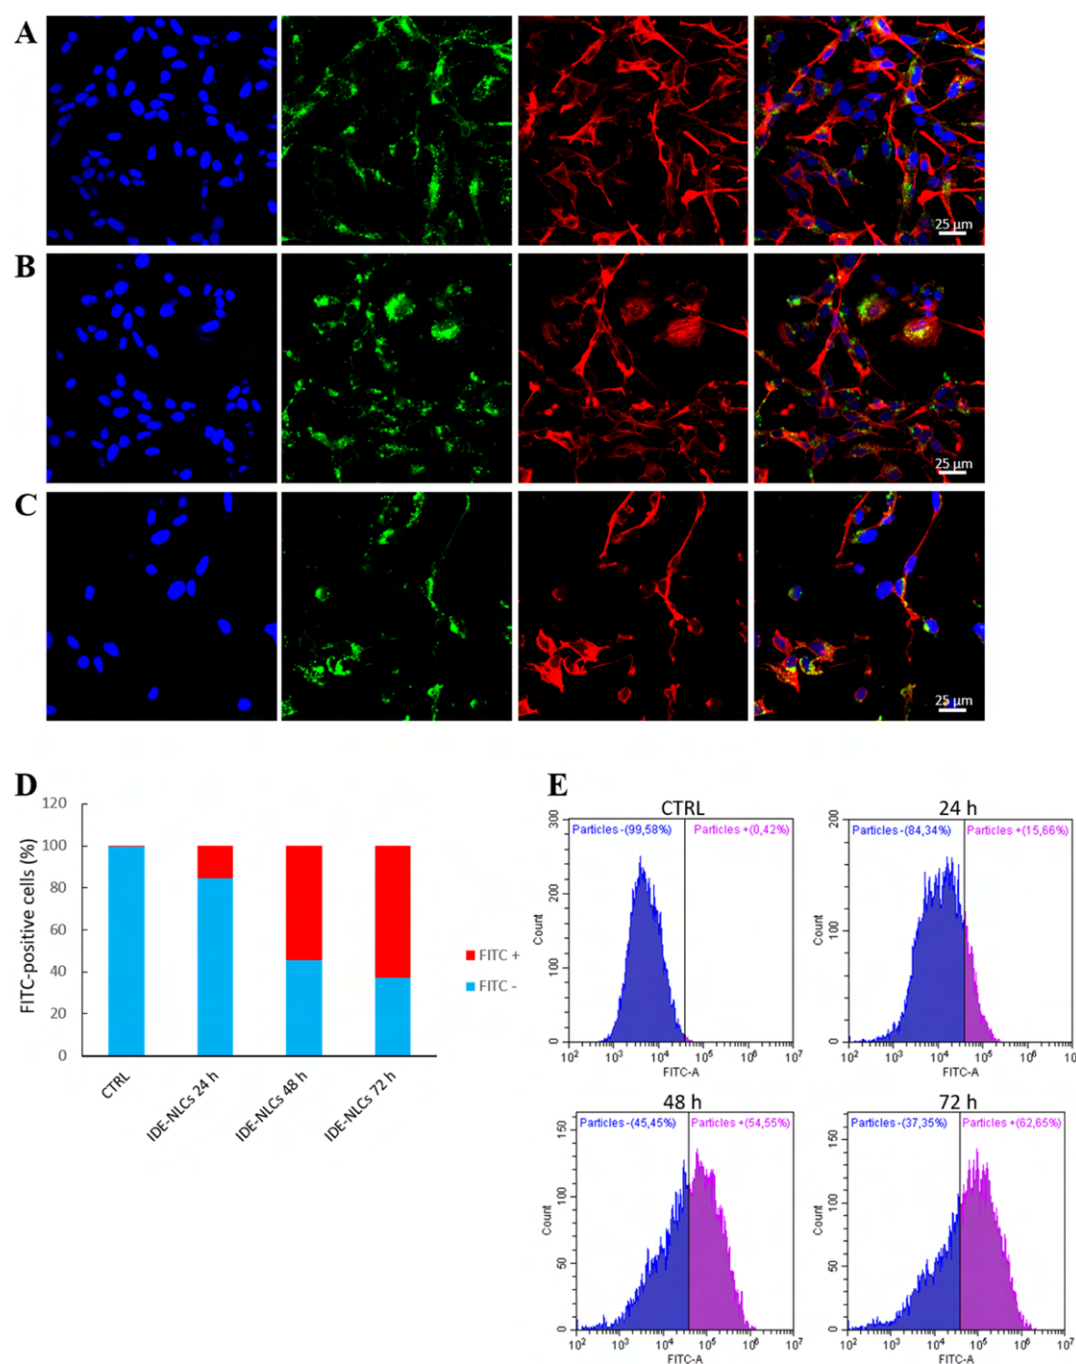 A
25 µm
B
25 µm
C
25 µm
D
FITC-positive cells (%)
120
100
80
60
40
20
0
CTRL
IDE-NLCs 24 h
IDE-NLCs 48 h
IDE-NLCs 72 h
FITC +
FITC -
E
CTRL
Particles -(99,58%) Particles +(0,42%)
Count
300
200
100
0
10² 10³ 10⁴ 10⁵ 10⁶ 10⁷
FITC-A
24 h
Particles -(84,34%) Particles +(15,66%)
Count
200
100
0
10² 10³ 10⁴ 10⁵ 10⁶ 10
FITC-A
48 h
Particles -(45,45%) Particles +(54,55%)
Count
150
100
50
0
10² 10³ 10⁴ 10⁵ 10⁶ 10⁷
FITC-A
72 h
Particles -(37,35%) Particles +(62,65%)
Count
150
100
50
0
10² 10³ 10⁴ 10⁵ 10⁶ 10⁷
FITC-A